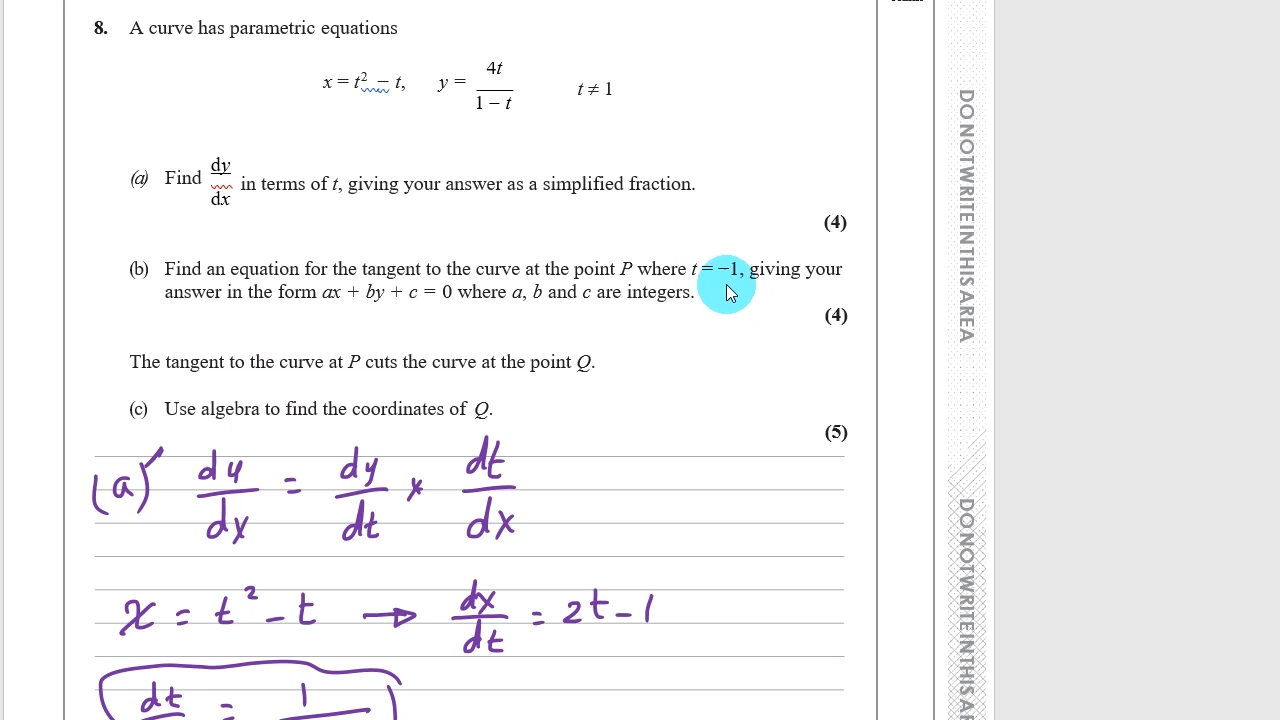 8. A curve has parametric equations
x = t² − t, y = 4t / (1 − t) t ≠ 1
(a) Find dy/dx in terms of t, giving your answer as a simplified fraction.
(4)
(b) Find an equation for the tangent to the curve at the point P where t = −1, giving your
answer in the form ax + by + c = 0 where a, b, and c are integers.
(4)
The tangent to the curve at P cuts the curve at the point Q.
(c) Use algebra to find the coordinates of Q.
(5)
(a) dy/dx = dy/dt × dt/dx
x = t² − t → dx/dt = 2t − 1
dt = 1
DO NOT WRITE IN THIS AREA
DO NOT WRITE IN THIS AR